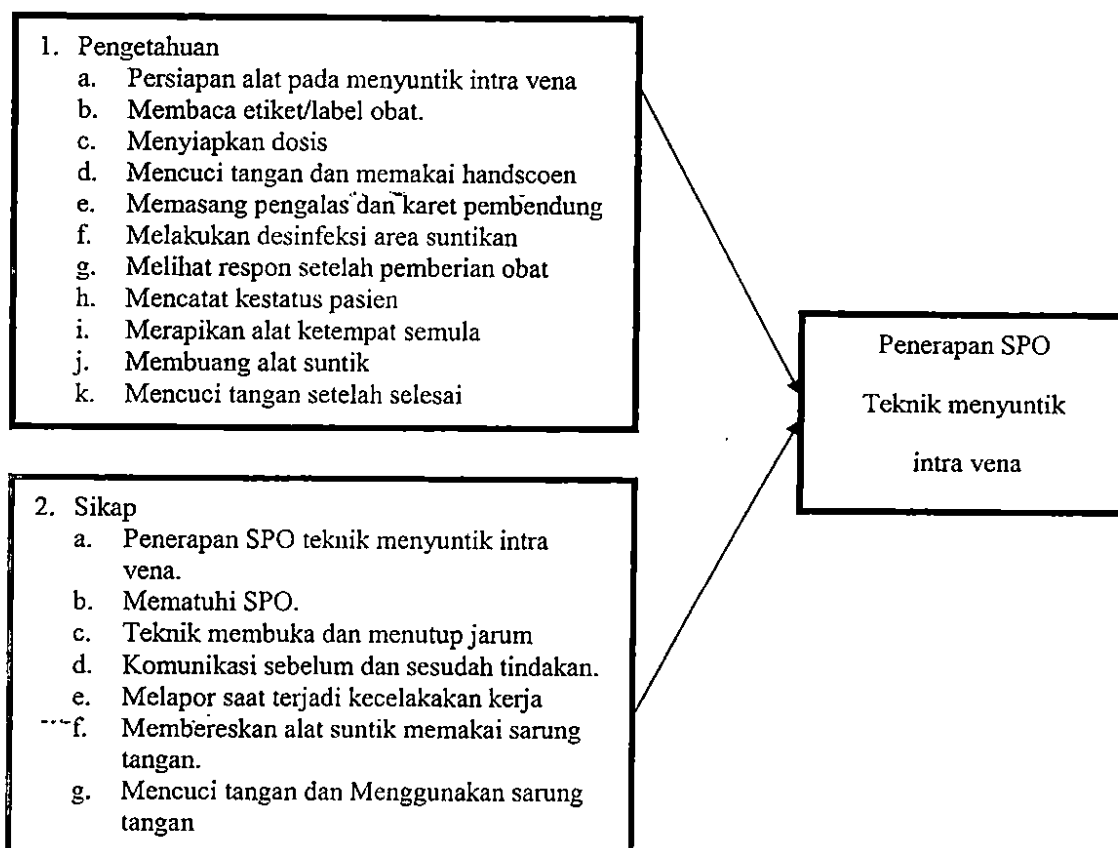 1. Pengetahuan
a. Persiapan alat pada menyuntik intra vena
b. Membaca etiket/label obat.
c. Menyiapkan dosis
d. Mencuci tangan dan memakai handscoen
e. Memasang pengalas dan karet pembendung
f. Melakukan desinfeksi area suntikan
g. Melihat respon setelah pemberian obat
h. Mencatat kestatus pasien
i. Merapikan alat ketempat semula
j. Membuang alat suntik
k. Mencuci tangan setelah selesai
2. Sikap
a. Penerapan SPO teknik menyuntik intra
vena.
b. Mematuhi SPO.
c. Teknik membuka dan menutup jarum
d. Komunikasi sebelum dan sesudah tindakan.
e. Melapor saat terjadi kecelakakan kerja
f. Membereskan alat suntik memakai sarung
tangan.
g. Mencuci tangan dan Menggunakan sarung
tangan
Penerapan SPO
Teknik menyuntik
intra vena